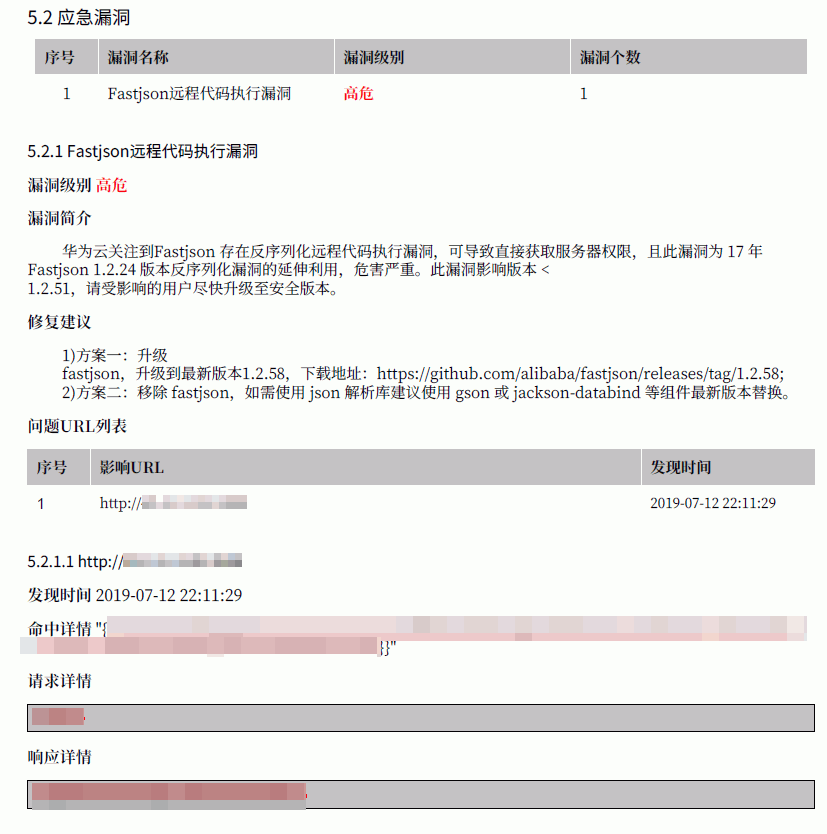 5.2 应急漏洞
序号 漏洞名称 漏洞级别 漏洞个数
1 Fastjson远程代码执行漏洞 高危 1
5.2.1 Fastjson远程代码执行漏洞
漏洞级别 高危
漏洞简介
华为云关注到Fastjson 存在反序列化远程代码执行漏洞，可导致直接获取服务器权限，且此漏洞为 17 年
Fastjson 1.2.24 版本反序列化漏洞的延伸利用，危害严重。此漏洞影响版本 <
1.2.51，请受影响的用户尽快升级至安全版本。
修复建议
1)方案一：升级
fastjson，升级到最新版本1.2.58，下载地址：https://github.com/alibaba/fastjson/releases/tag/1.2.58;
2)方案二：移除 fastjson，如需使用 json 解析库建议使用 gson 或 jackson-databind 等组件最新版本替换。
问题URL列表
序号 影响URL 发现时间
1 http:// 2019-07-12 22:11:29
5.2.1.1 http://
发现时间 2019-07-12 22:11:29
命中详情 "{
}}"
请求详情
响应详情